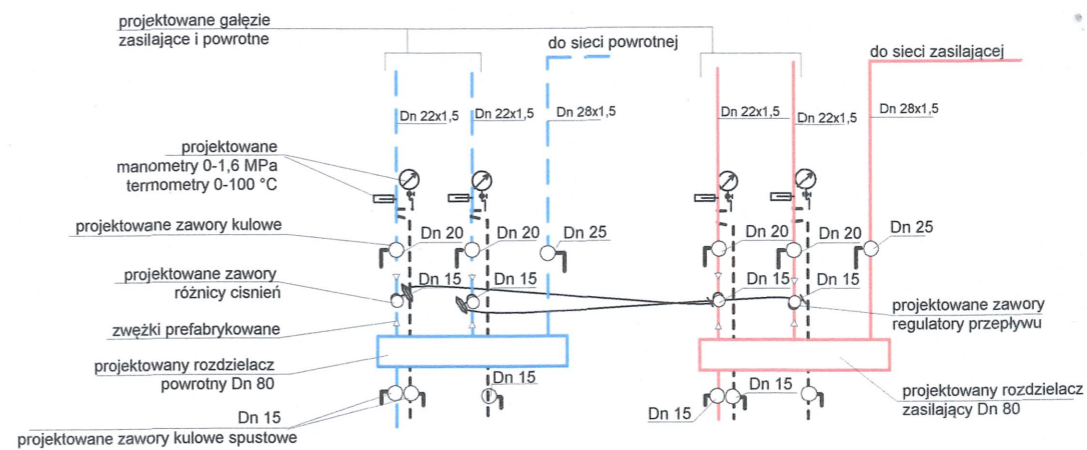 projektowane gałęzie
zasilające i powrotne
do sieci powrotnej
do sieci zasilającej
Dn 22x1,5
Dn 22x1,5
Dn 28x1,5
Dn 22x1,5
Dn 22x1,5
Dn 28x1,5
projektowane
manometry 0-1,6 MPa
termometry 0-100 °C
projektowane zawory kulowe
Dn 20
Dn 20
Dn 25
Dn 20
Dn 20
Dn 25
projektowane zawory
różnicy cisnień
Dn 15
Dn 15
Dn 15
Dn 15
projektowane zawory
regulatory przepływu
zwężki prefabrykowane
projektowany rozdzielacz
powrotny Dn 80
Dn 15
Dn 15
projektowany rozdzielacz
zasilający Dn 80
Dn 15
Dn 15
projektowane zawory kulowe spustowe